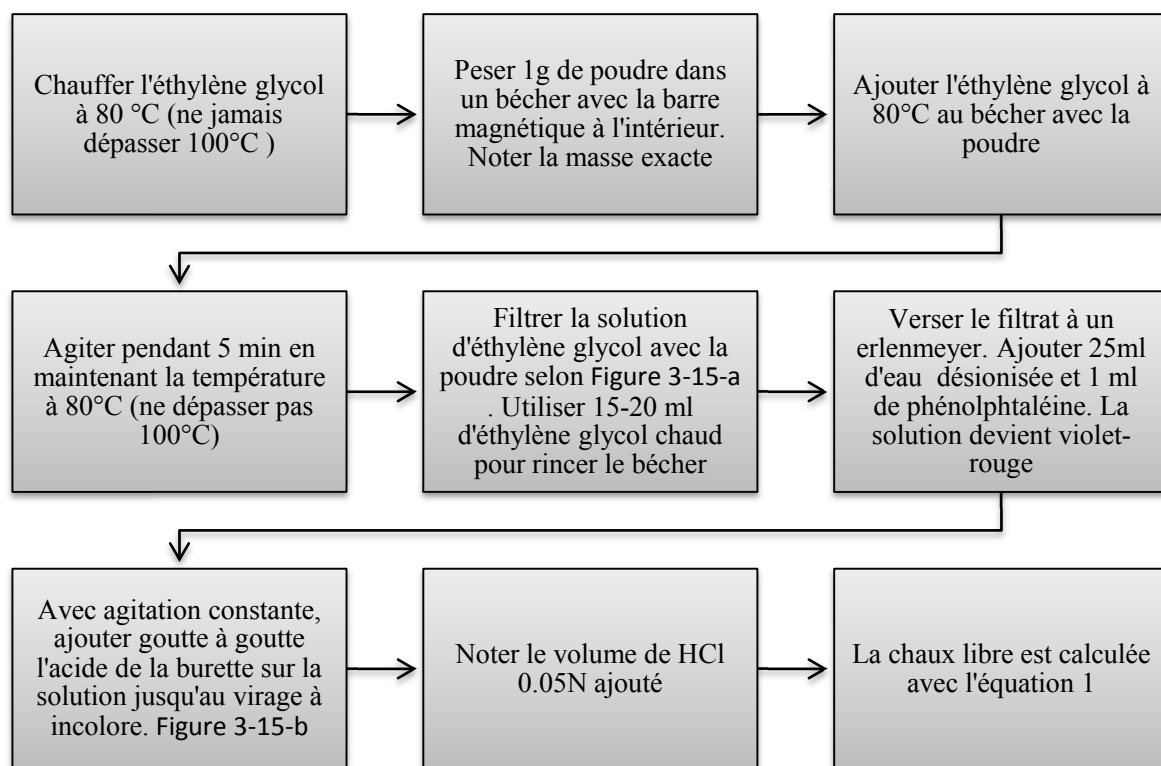 Chauffer l'éthylène glycol
à 80 °C (ne jamais
dépasser 100°C )
Peser 1g de poudre dans
un bécher avec la barre
magnétique à l'intérieur.
Noter la masse exacte
Ajouter l'éthylène glycol à
80°C au bécher avec la
poudre
Agiter pendant 5 min en
maintenant la température
à 80°C (ne dépasser pas
100°C)
Filtrer la solution
d'éthylène glycol avec la
poudre selon Figure 3-15-a
. Utiliser 15-20 ml
d'éthylène glycol chaud
pour rincer le bécher
Verser le filtrat à un
erlenmeyer. Ajouter 25ml
d'eau désionisée et 1 ml
de phénolphtaléine. La
solution devient violet-
rouge
Avec agitation constante,
ajouter goutte à goutte
l'acide de la burette sur la
solution jusqu'au virage à
incolore. Figure 3-15-b
Noter le volume de HCl
0.05N ajouté
La chaux libre est calculée
avec l'équation 1